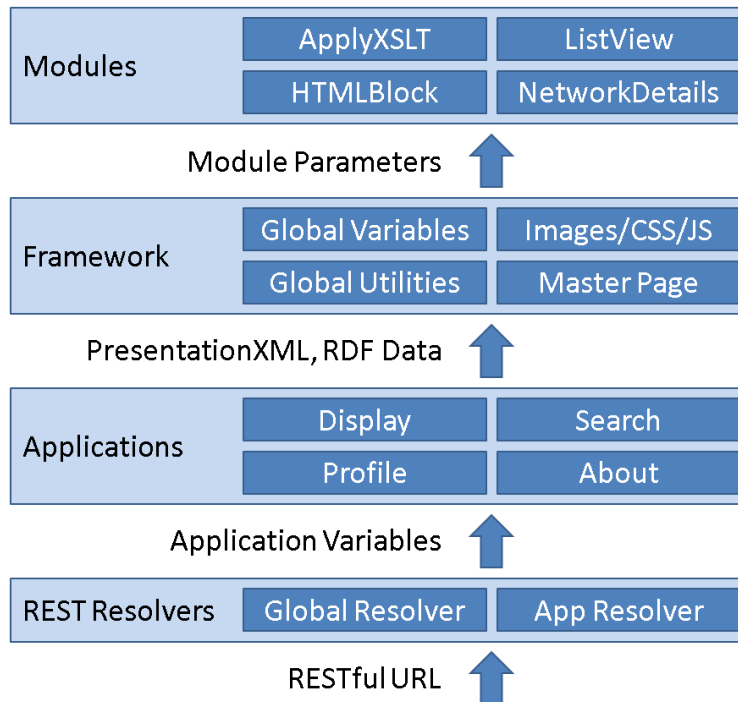 Modules
ApplyXSLT
ListView
HTMLBlock
NetworkDetails
Module Parameters
Framework
Global Variables
Images/CSS/JS
Global Utilities
Master Page
PresentationXML, RDF Data
Applications
Display
Search
Profile
About
Application Variables
REST Resolvers
Global Resolver
App Resolver
RESTful URL